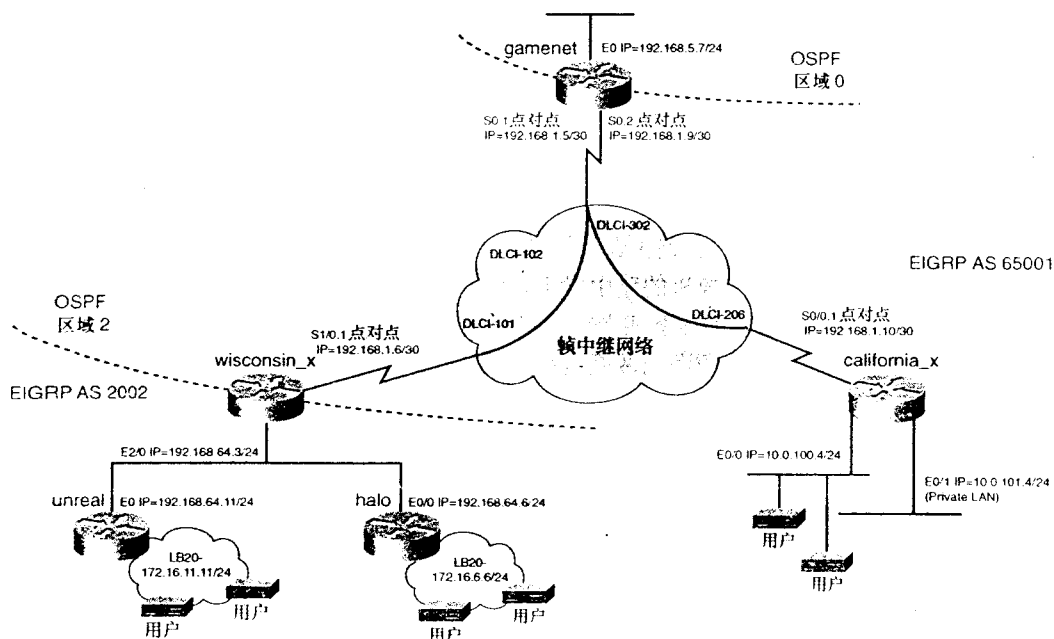 gamenet
E0 IP=192.168.5.7/24
OSPF
区域0
S0.1点对点
IP=192.168 1.5/30
S0.2 点对点
IP=192.168.1.9/30
DLCI-302
DLCI-102
EIGRP AS 65001
OSPF
区域2
DLCI-101
DLCI-206
S1/0.1 点对点
IP=192.168.1.6/30
S0/0.1 点对点
IP=192.168.1.10/30
帧中继网络
wisconsin_x
california_x
EIGRP AS 2002
E2/0 IP=192.168 64.3/24
E0/0 IP=10.0.100.4/24
E0/1 IP=10.0 101.4/24
(Private LAN)
unreal
E0 IP=192.168.64.11/24
halo
E0/0 IP=192.168.64.6/24
用户
用户
LB20-
172.16.11.11/24
用户
用户
LB20-
172.16.6 6/24
用户
用户